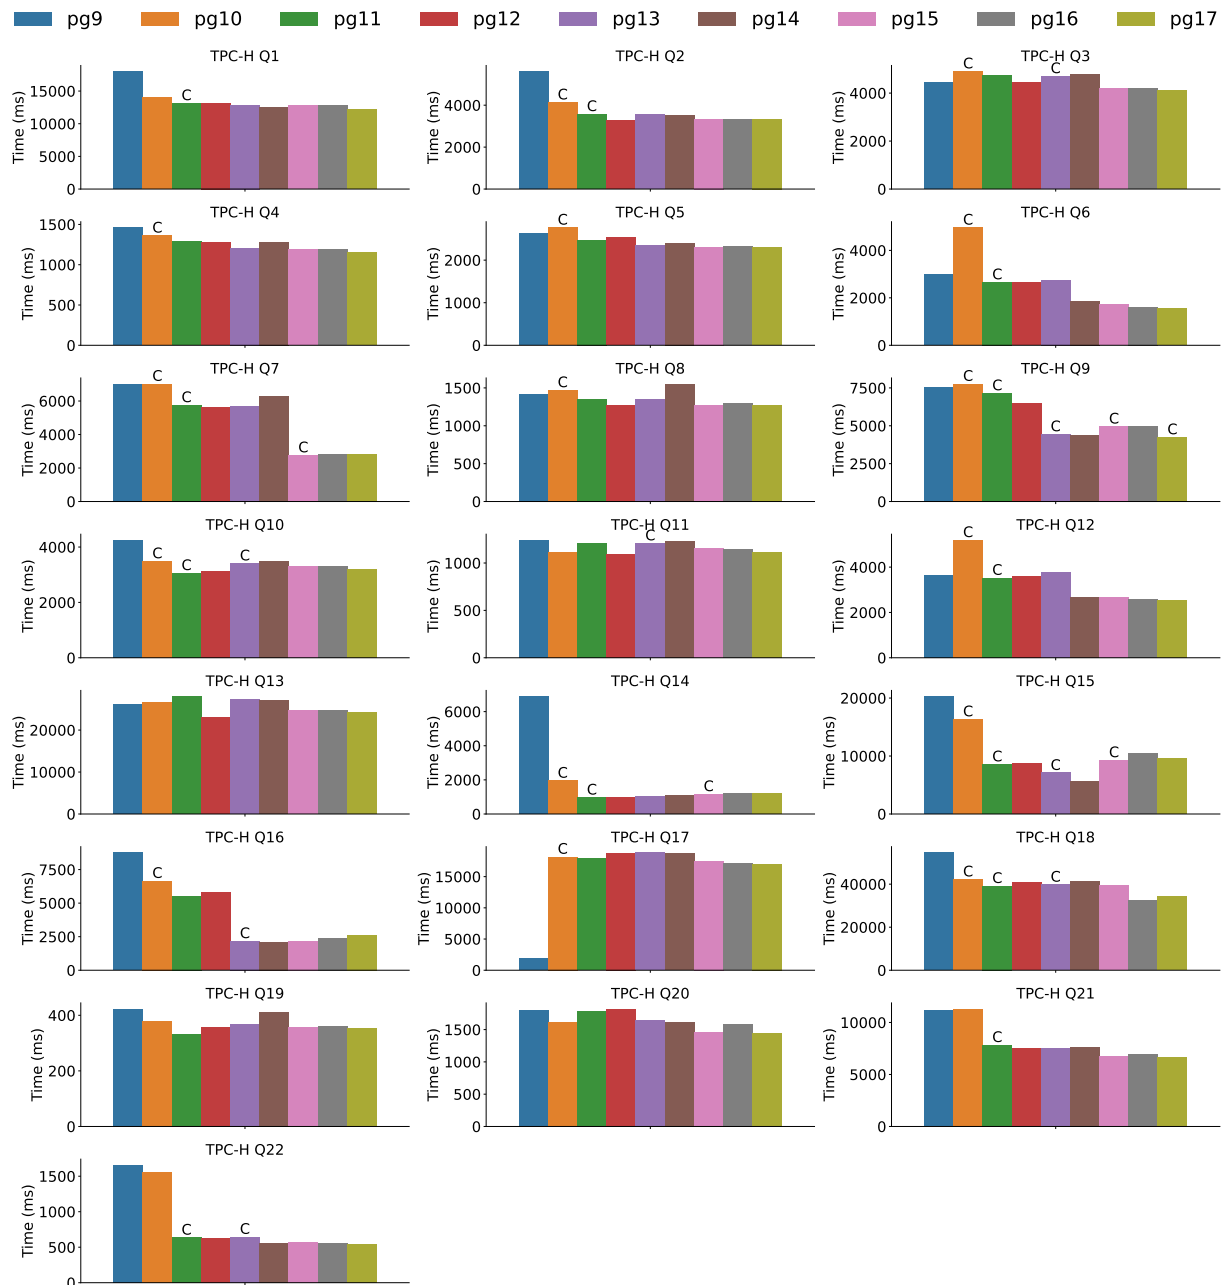 pg9 pg10 pg11 pg12 pg13 pg14 pg15 pg16 pg17
TPC-H Q1
Time (ms)
15000
10000
5000
0
C
TPC-H Q2
Time (ms)
4000
2000
0
C C
TPC-H Q3
Time (ms)
4000
2000
0
C C
TPC-H Q4
Time (ms)
1500
1000
500
0
C
TPC-H Q5
Time (ms)
2000
1000
0
C
TPC-H Q6
Time (ms)
4000
2000
0
C C
TPC-H Q7
Time (ms)
6000
4000
2000
0
C C C
TPC-H Q8
Time (ms)
1500
1000
500
0
C
TPC-H Q9
Time (ms)
7500
5000
2500
0
C C C C C
TPC-H Q10
Time (ms)
4000
2000
0
C C C
TPC-H Q11
Time (ms)
1000
500
0
C
TPC-H Q12
Time (ms)
4000
2000
0
C C
TPC-H Q13
Time (ms)
20000
10000
0
TPC-H Q14
Time (ms)
6000
4000
2000
0
C C C
TPC-H Q15
Time (ms)
20000
10000
0
C C C C
TPC-H Q16
Time (ms)
7500
5000
2500
0
C C
TPC-H Q17
Time (ms)
15000
10000
5000
0
C
TPC-H Q18
Time (ms)
40000
20000
0
C C C
TPC-H Q19
Time (ms)
400
200
0
TPC-H Q20
Time (ms)
1500
1000
500
0
TPC-H Q21
Time (ms)
10000
5000
0
C
TPC-H Q22
Time (ms)
1500
1000
500
0
C C